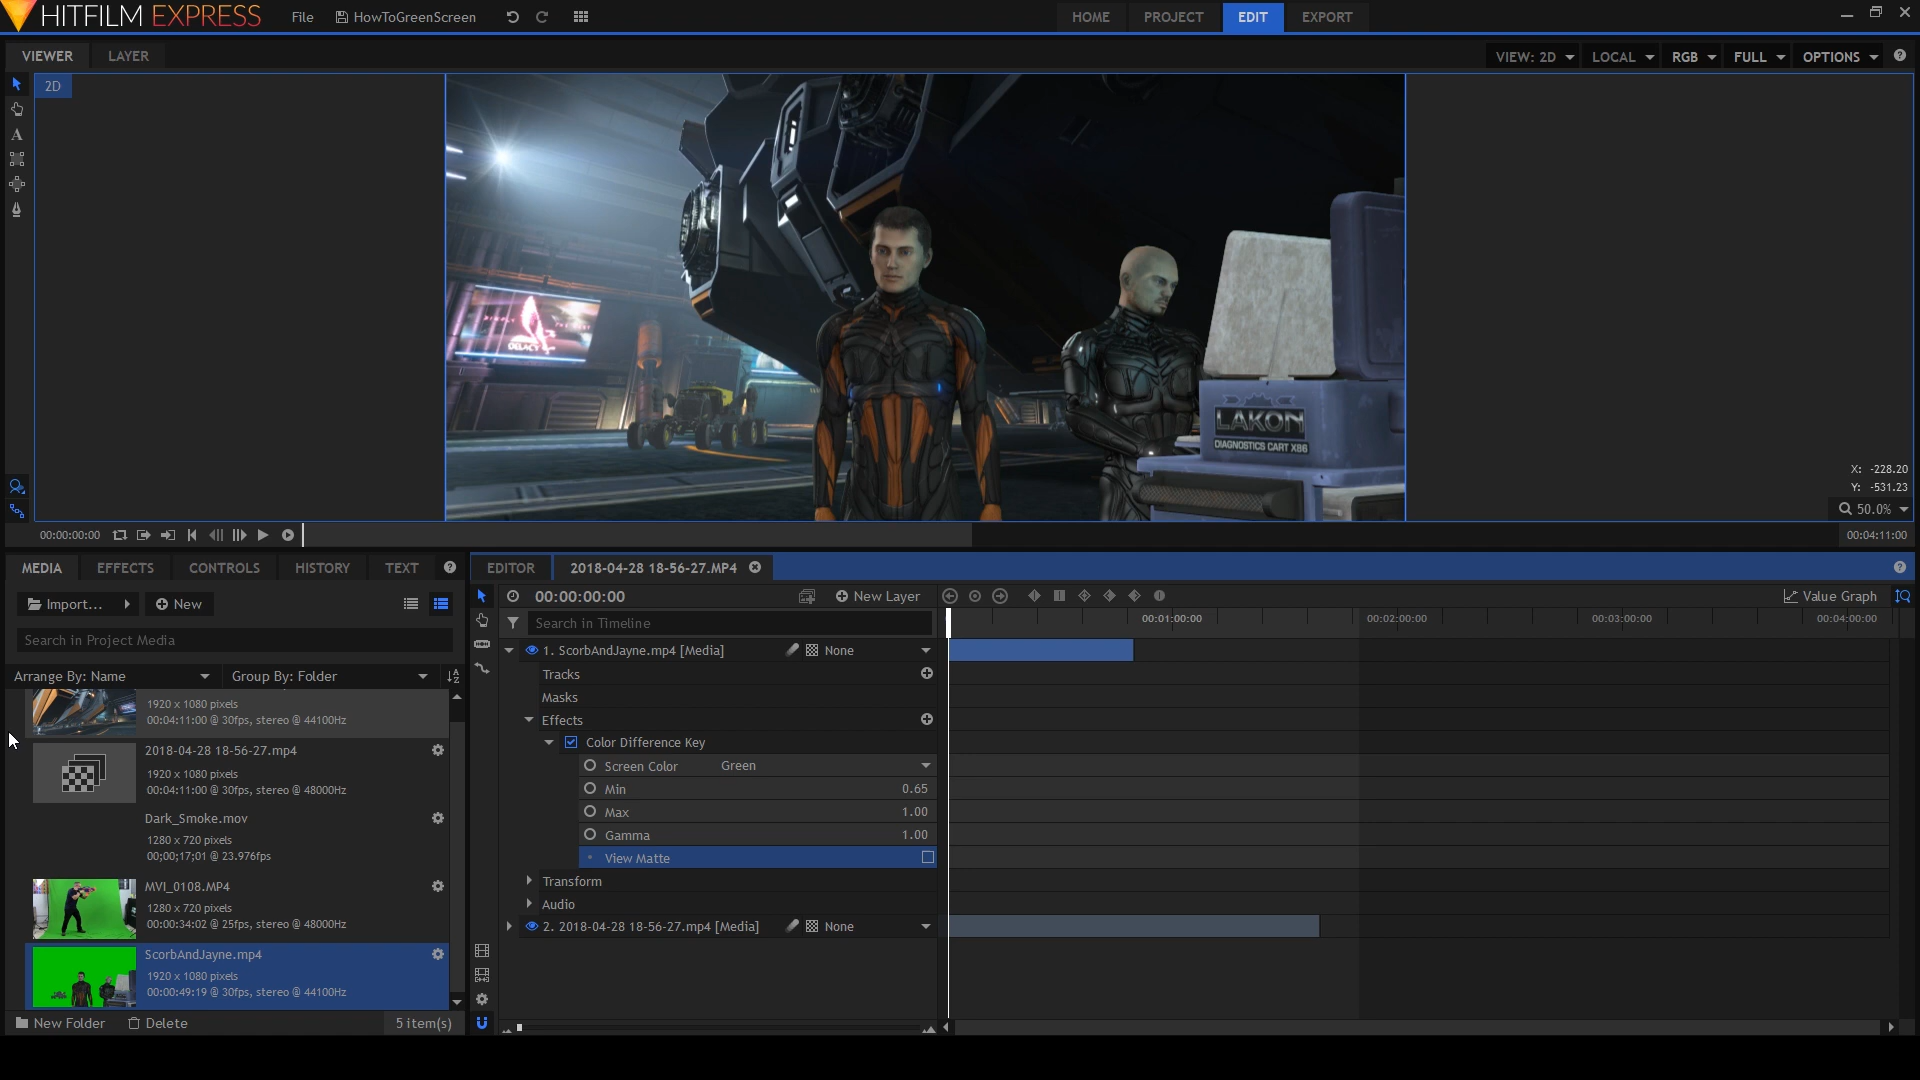 HITFILM EXPRESS File HowToGreenScreen HOME PROJECT EDIT EXPORT
VIEWER LAYER VIEW: 2D LOCAL RGB FULL OPTIONS
2D
DELACY
LAKON
DIAGNOSTICS CART X86
X: -228.20
Y: -531.23
50.0%
00:00:00:00 00:04:11:00
MEDIA EFFECTS CONTROLS HISTORY TEXT
Import... New
Search in Project Media
Arrange By: Name Group By: Folder
1920 x 1080 pixels
00:04:11:00 @ 30fps, stereo @ 44100Hz
2018-04-28 18-56-27.mp4
1920 x 1080 pixels
00:04:11:00 @ 30fps, stereo @ 48000Hz
Dark_Smoke.mov
1280 x 720 pixels
00;00;17;01 @ 23.976fps
MVI_0108.MP4
1280 x 720 pixels
00:00:34:02 @ 25fps, stereo @ 48000Hz
ScorbAndJayne.mp4
1920 x 1080 pixels
00:00:49:19 @ 30fps, stereo @ 44100Hz
New Folder Delete 5 item(s)
EDITOR 2018-04-28 18-56-27.MP4
00:00:00:00 New Layer Value Graph
Search in Timeline 00:01:00:00 00:02:00:00 00:03:00:00 00:04:00:00
1. ScorbAndJayne.mp4 [Media] None
Tracks
Masks
Effects
Color Difference Key
Screen Color Green
Min 0.65
Max 1.00
Gamma 1.00
View Matte
Transform
Audio
2. 2018-04-28 18-56-27.mp4 [Media] None